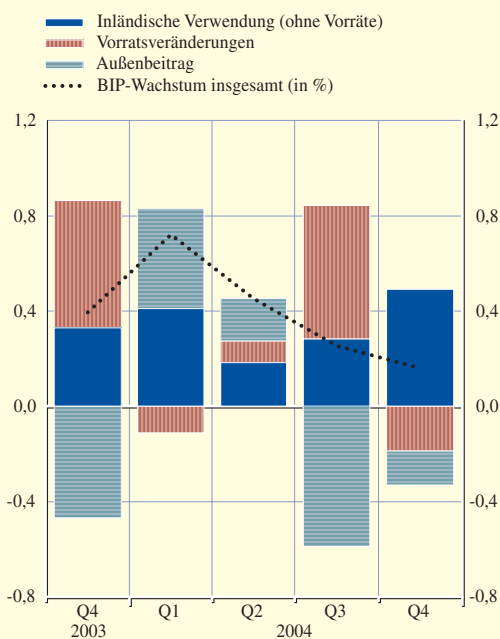 Inländische Verwendung (ohne Vorräte)
Vorratsveränderungen
Außenbeitrag
BIP-Wachstum insgesamt (in %)
1,2 1,2
0,8 0,8
0,4 0,4
0,0 0,0
-0,4 -0,4
-0,8 -0,8
Q4 Q1 Q2 Q3 Q4
2003 2004